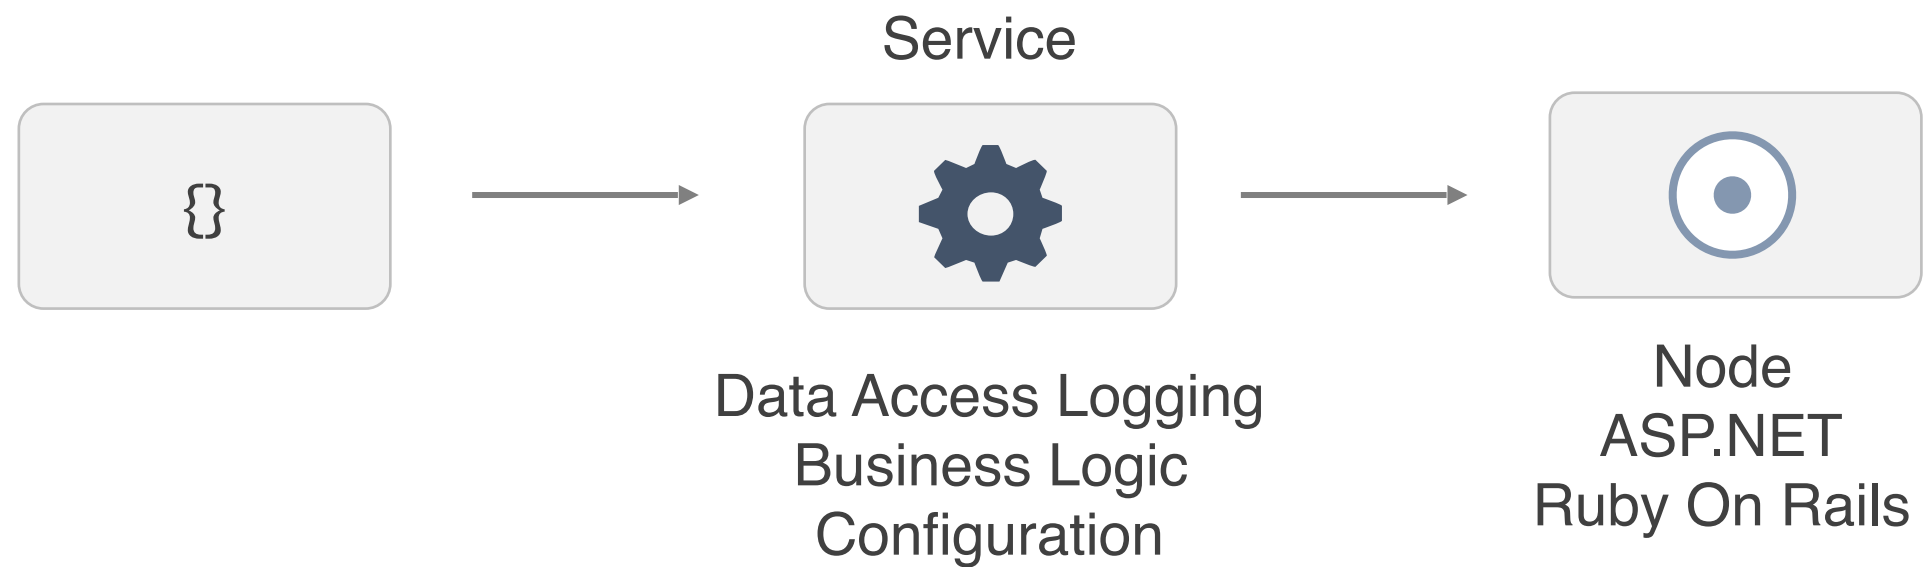 Service
{}
Data Access Logging
Business Logic
Configuration
Node
ASP.NET
Ruby On Rails